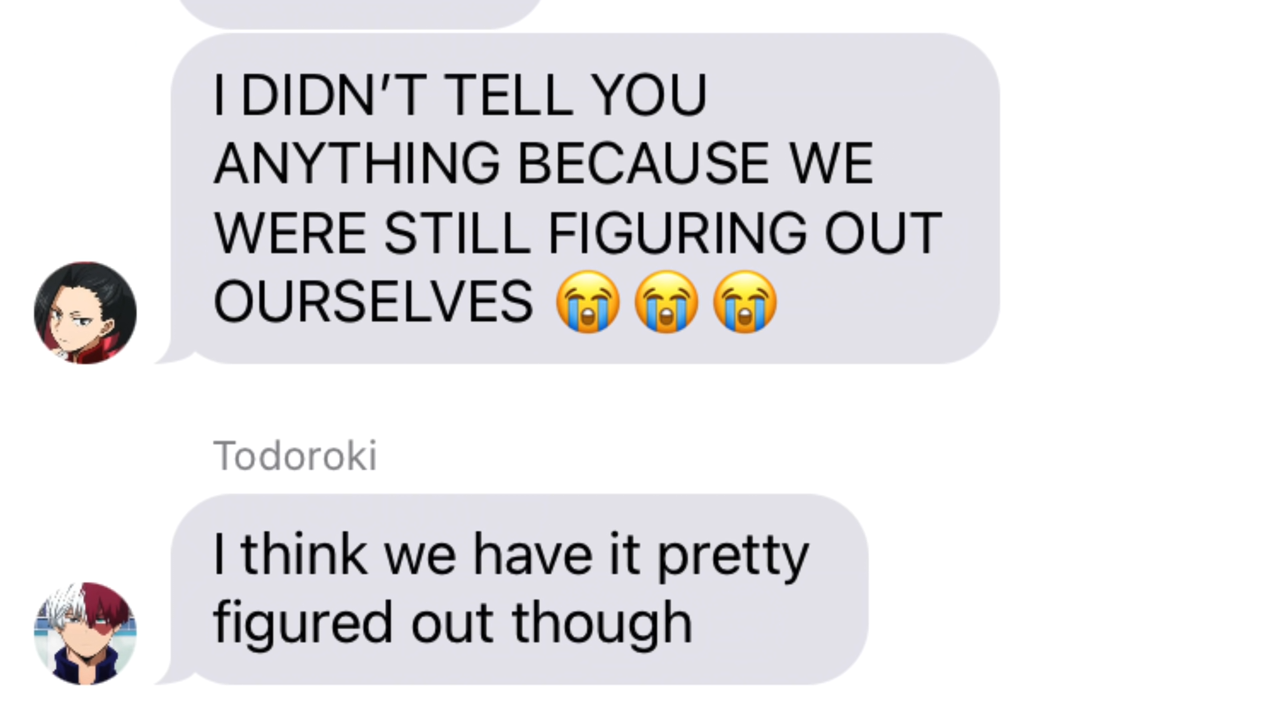 I DIDN’T TELL YOU
ANYTHING BECAUSE WE
WERE STILL FIGURING OUT
OURSELVES 😭😭😭
Todoroki
I think we have it pretty
figured out though